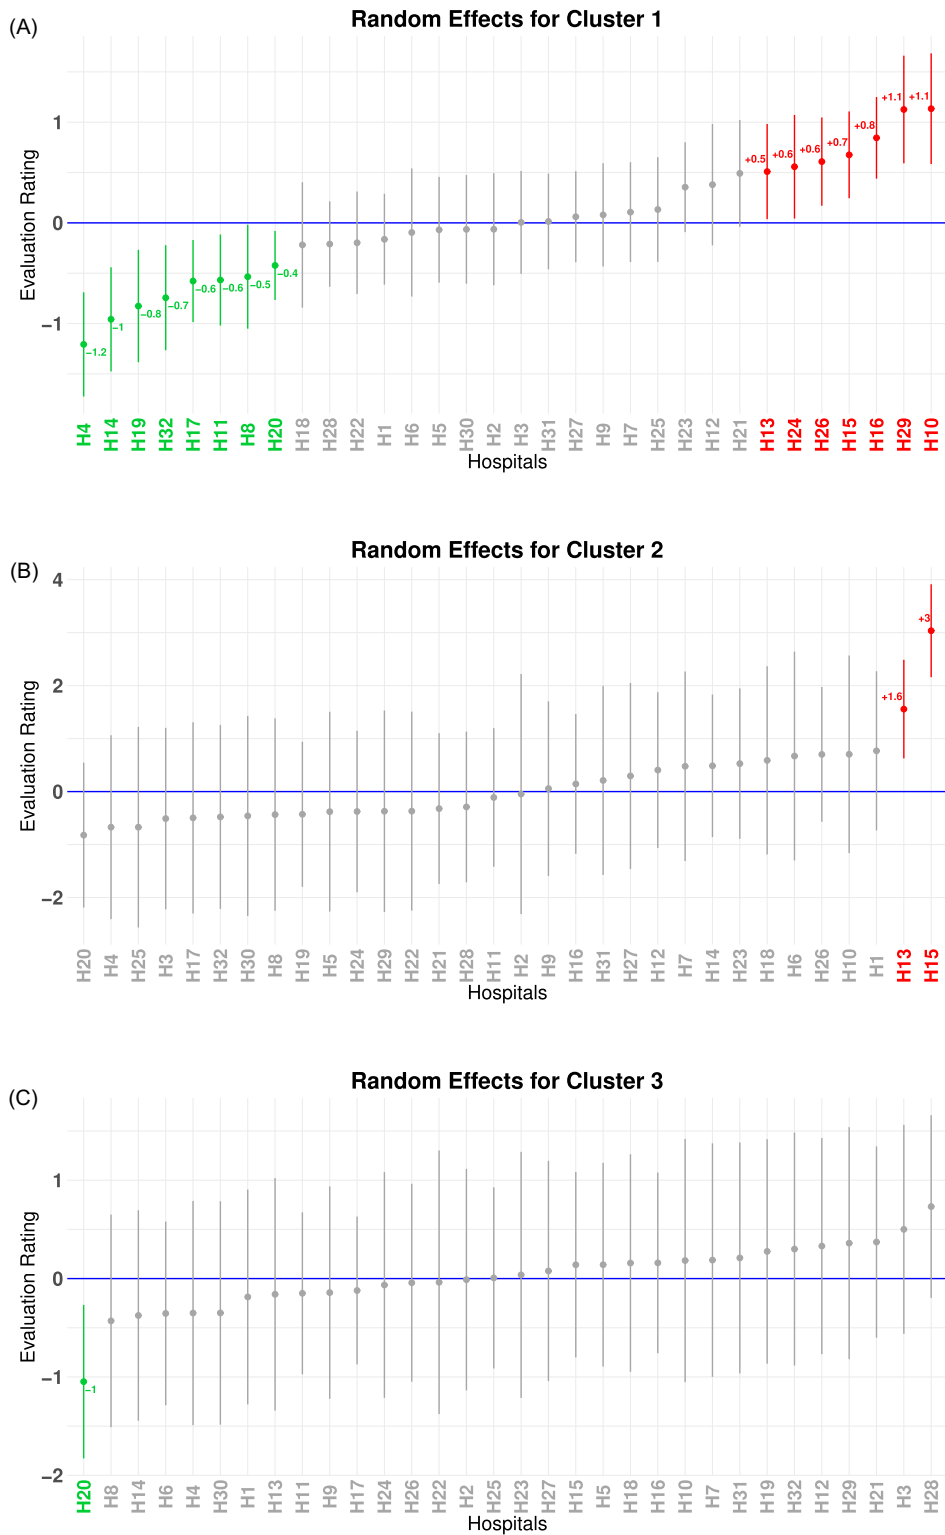 (A)
Random Effects for Cluster 1
Evaluation Rating
1
0
−1
−1.2
−1
−0.8
−0.7
−0.6
−0.6
−0.5
−0.4
+0.5
+0.6
+0.6
+0.7
+0.8
+1.1
+1.1
H4 H14 H19 H32 H17 H11 H8 H20 H18 H28 H22 H1 H6 H5 H30 H2 H3 H31 H27 H9 H7 H25 H23 H12 H21 H13 H24 H26 H15 H16 H29 H10
Hospitals
(B)
Random Effects for Cluster 2
Evaluation Rating
4
2
0
−2
+1.6
+3
H20 H4 H25 H3 H17 H32 H30 H8 H19 H5 H24 H29 H22 H21 H28 H11 H2 H9 H16 H31 H27 H12 H7 H14 H23 H18 H6 H26 H10 H1 H13 H15
Hospitals
(C)
Random Effects for Cluster 3
Evaluation Rating
1
0
−1
−2
−1
H20 H8 H14 H6 H4 H30 H1 H13 H11 H9 H17 H24 H26 H22 H2 H25 H23 H27 H15 H5 H18 H16 H10 H7 H31 H19 H32 H12 H29 H21 H3 H28
Hospitals